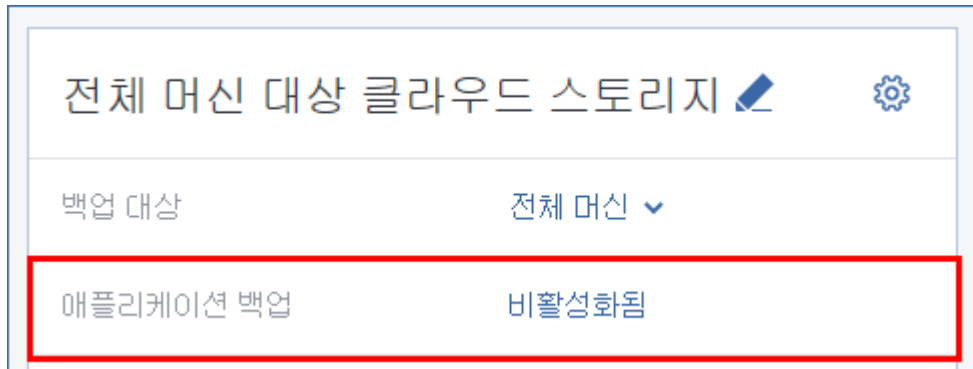 전체 머신 대상 클라우드 스토리지
백업 대상 전체 머신
애플리케이션 백업 비활성화됨